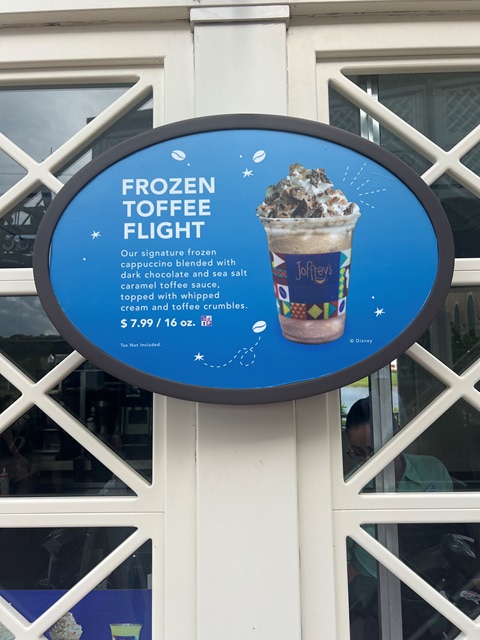 FROZEN
TOFFEE
FLIGHT
Our signature frozen
cappuccino blended with
dark chocolate and sea salt
caramel toffee sauce,
topped with whipped
cream and toffee crumbles.
$ 7.99 / 16 oz.
Tax Not Included.
Joffrey's
© Disney